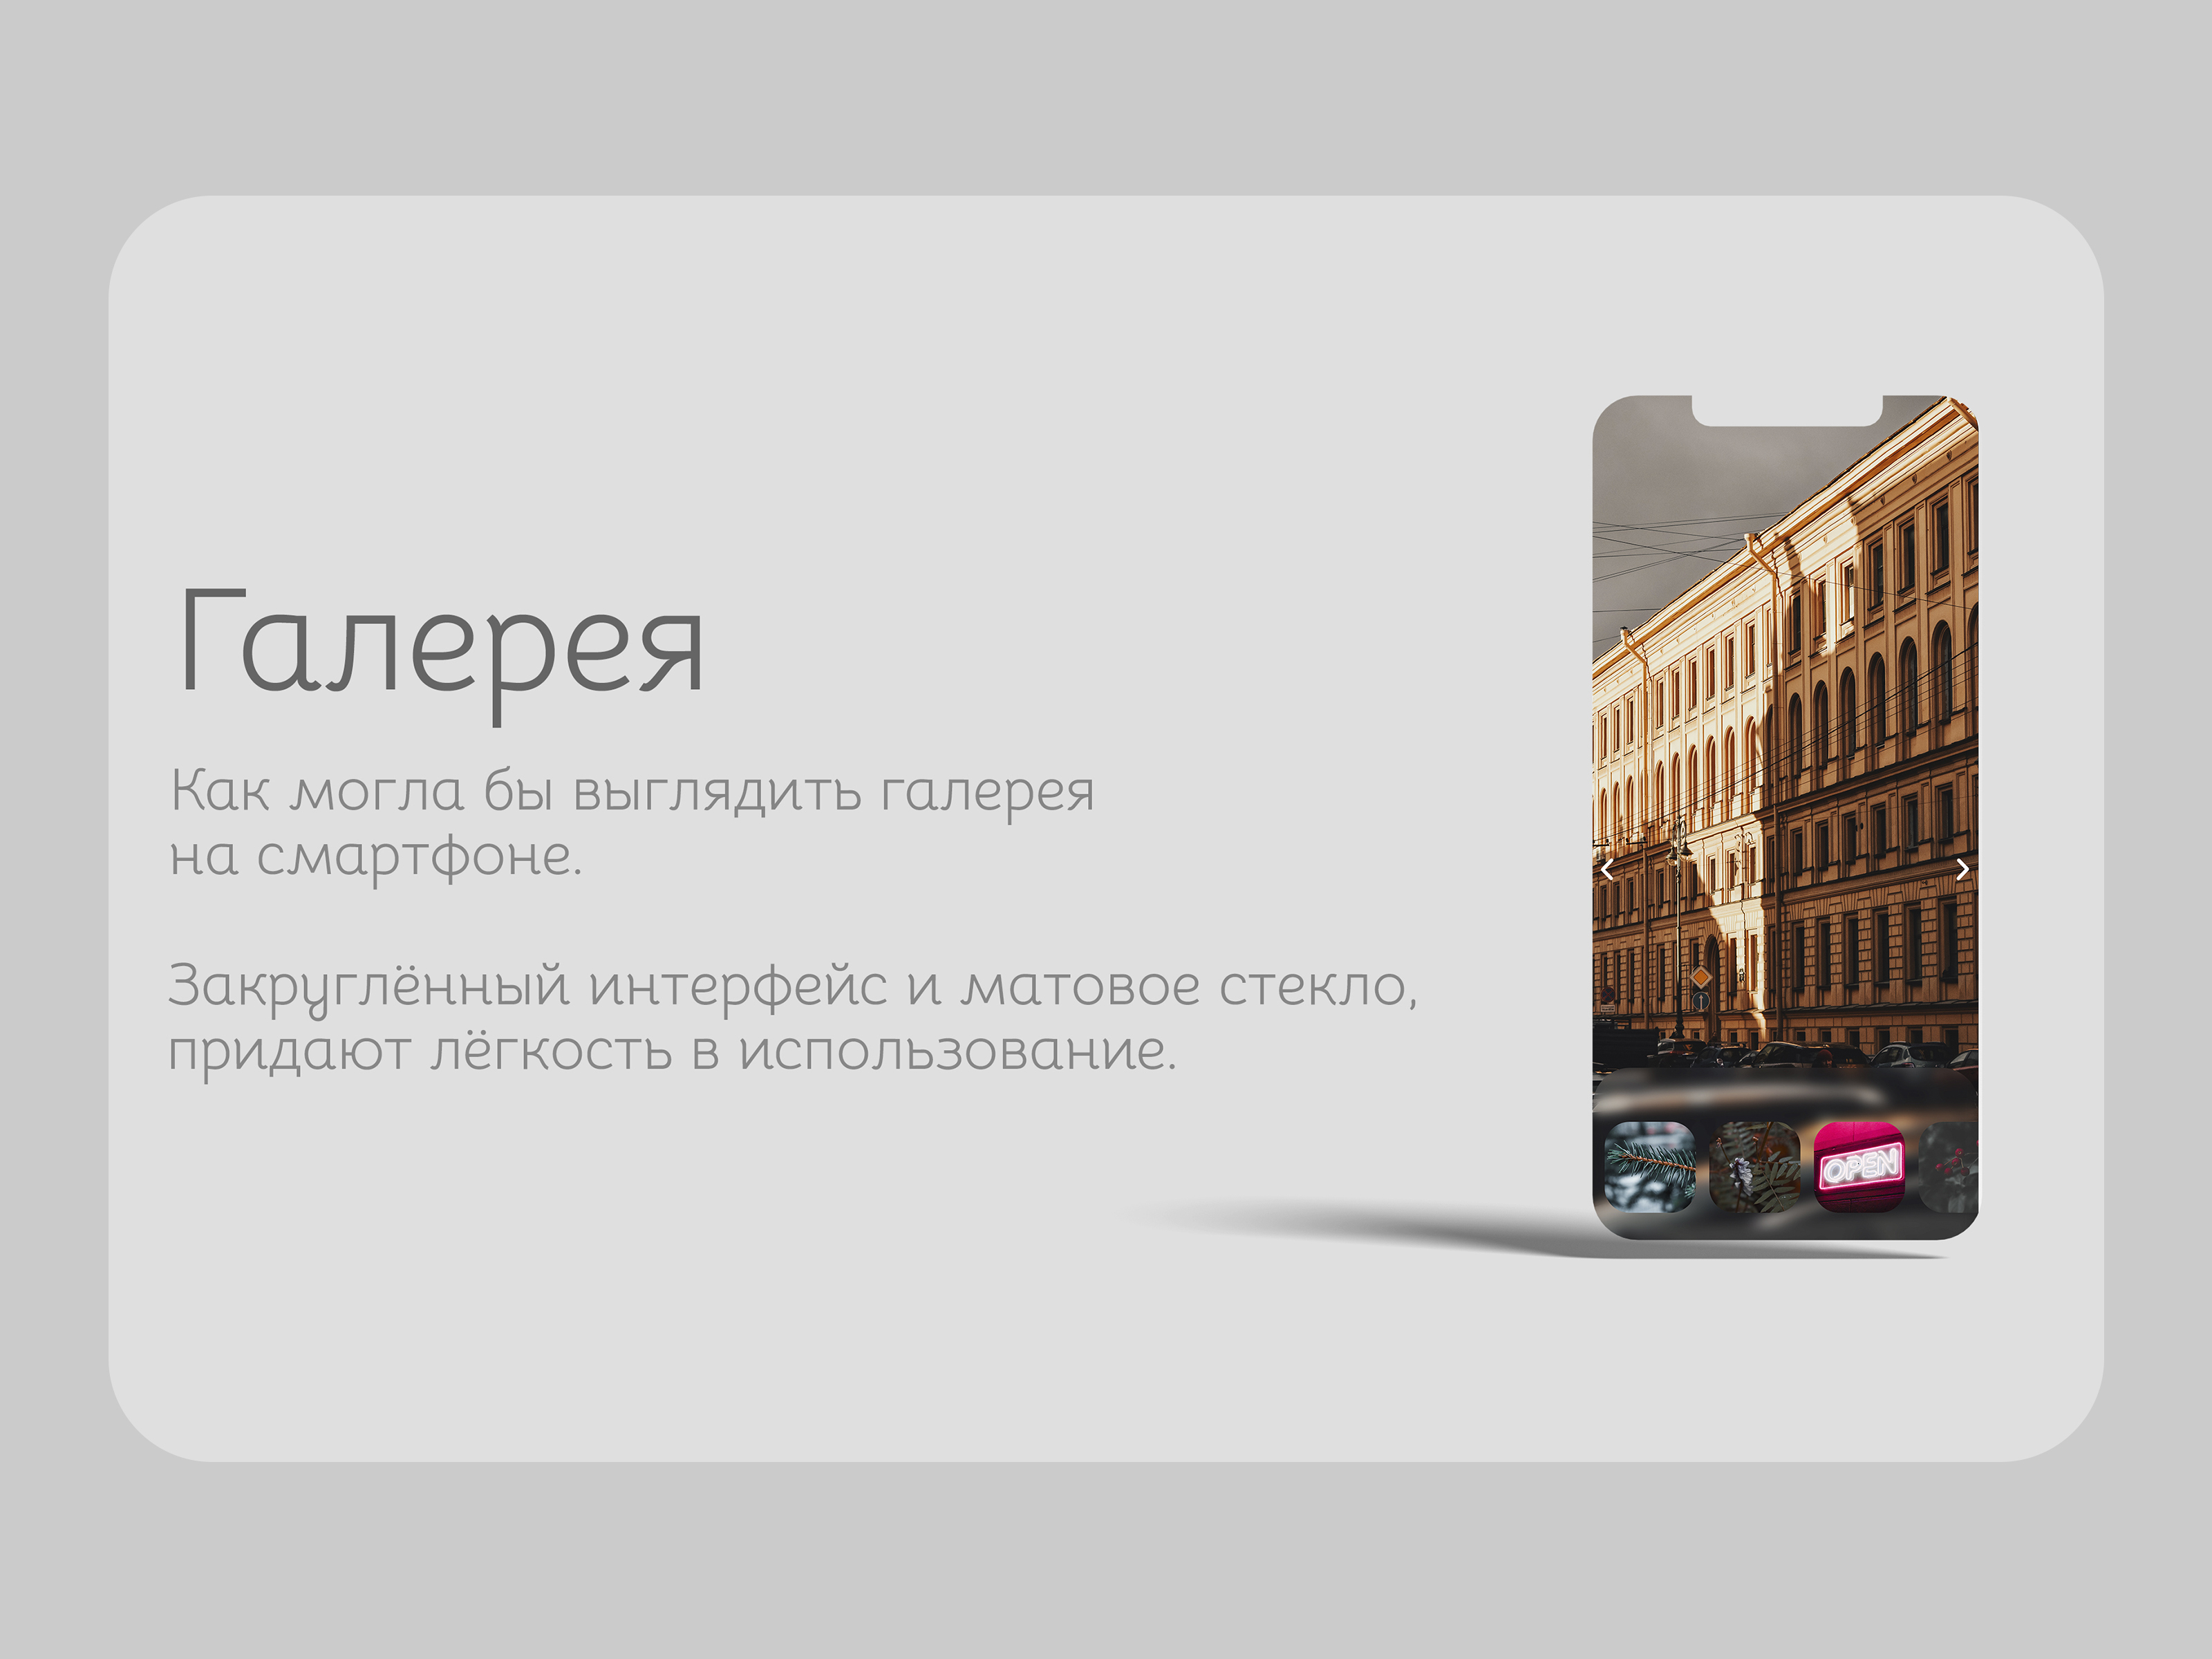 Галерея
Как могла бы выглядить галерея
на смартфоне.
Закруглённый интерфейс и матовое стекло,
придают лёгкость в использование.
OPEN